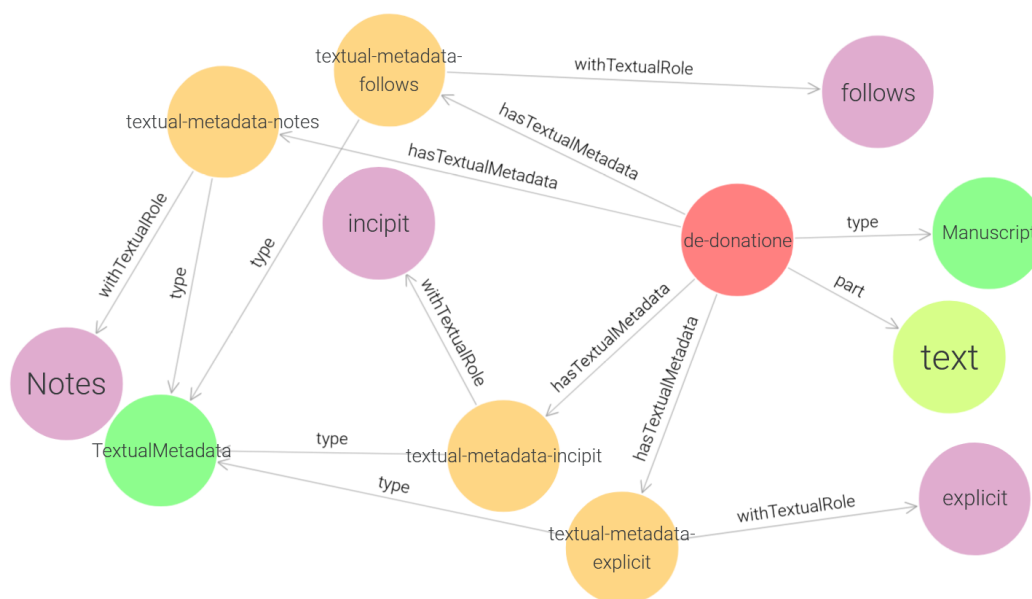 textual-metadata-
follows
withTextualRole
follows
textual-metadata-notes
hasTextualMetadata
hasTextualMetadata
incipit
de-donatione
type
Manuscript
withTextualRole
type
type
part
withTextualRole
hasTextualMetadata
hasTextualMetadata
text
Notes
TextualMetadata
type
textual-metadata-incipit
type
explicit
withTextualRole
textual-metadata-
explicit